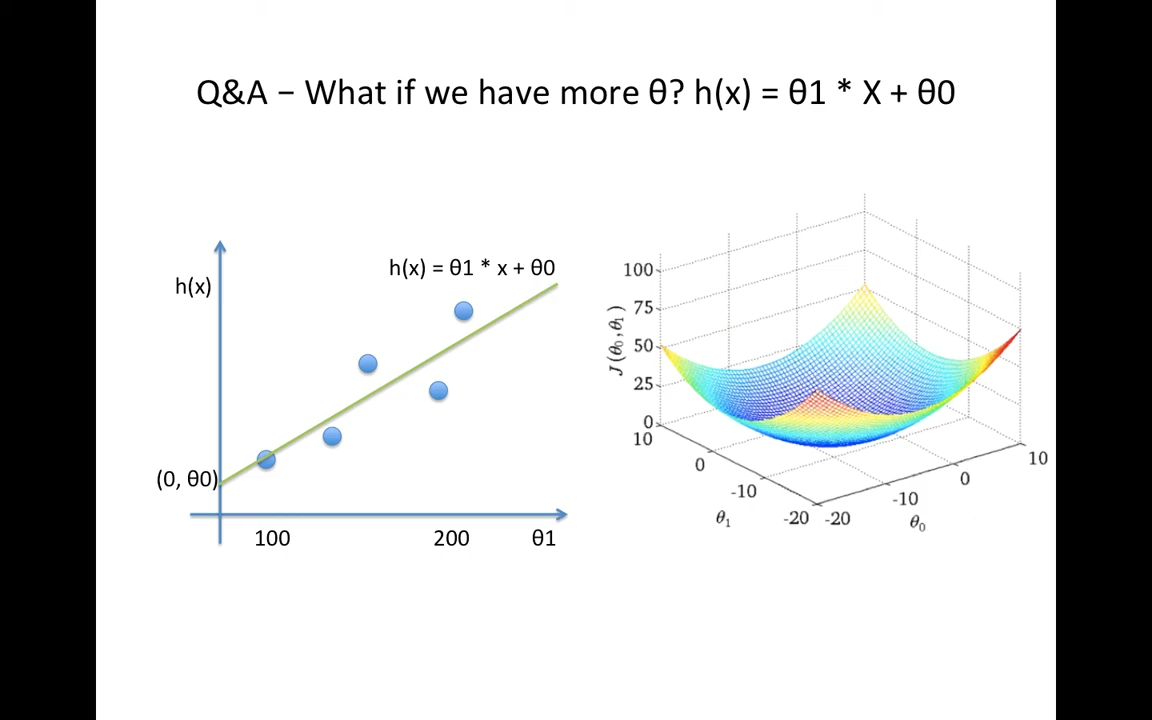 Q&A − What if we have more θ? h(x) = θ1 * X + θ0
h(x)
h(x) = θ1 * x + θ0
(0, θ0)
100
200
θ1
100
75
50
25
0
J(θ₀,θ₁)
10
0
-10
-20
θ₁
-20
-10
0
10
θ₀